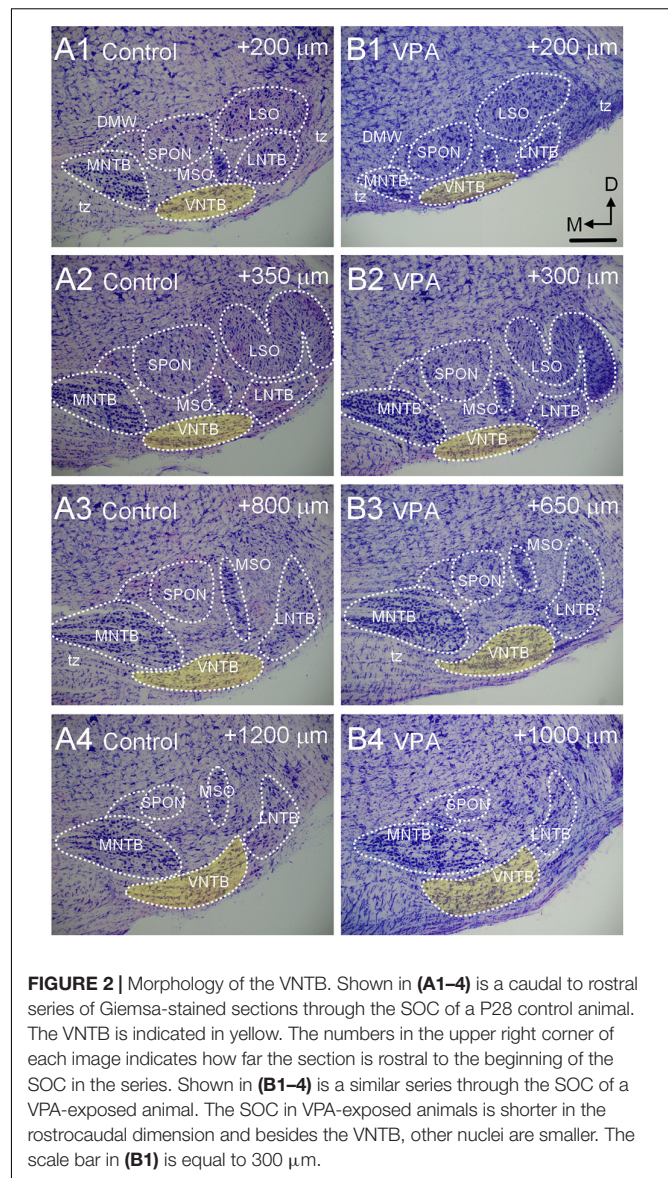 A1 Control +200 μm
DMW
LSO
tz
MNTB
SPON
MSO
LNTB
tz
VNTB
B1 VPA +200 μm
LSO
tz
DMW
SPON
LNTB
MNTB
tz
VNTB
D
M
A2 Control +350 μm
SPON
LSO
MNTB
MSO
LNTB
VNTB
B2 VPA +300 μm
SPON
LSO
MNTB
MSO
LNTB
VNTB
A3 Control +800 μm
MSO
SPON
LNTB
MNTB
tz
VNTB
B3 VPA +650 μm
MSO
SPON
LNTB
MNTB
tz
VNTB
A4 Control +1200 μm
SPON
MSO
LNTB
MNTB
VNTB
B4 VPA +1000 μm
MNTB
LNTB
VNTB
FIGURE 2 | Morphology of the VNTB. Shown in (A1–4) is a caudal to rostral
series of Giemsa-stained sections through the SOC of a P28 control animal.
The VNTB is indicated in yellow. The numbers in the upper right corner of
each image indicates how far the section is rostral to the beginning of the
SOC in the series. Shown in (B1–4) is a similar series through the SOC of a
VPA-exposed animal. The SOC in VPA-exposed animals is shorter in the
rostrocaudal dimension and besides the VNTB, other nuclei are smaller. The
scale bar in (B1) is equal to 300 μm.